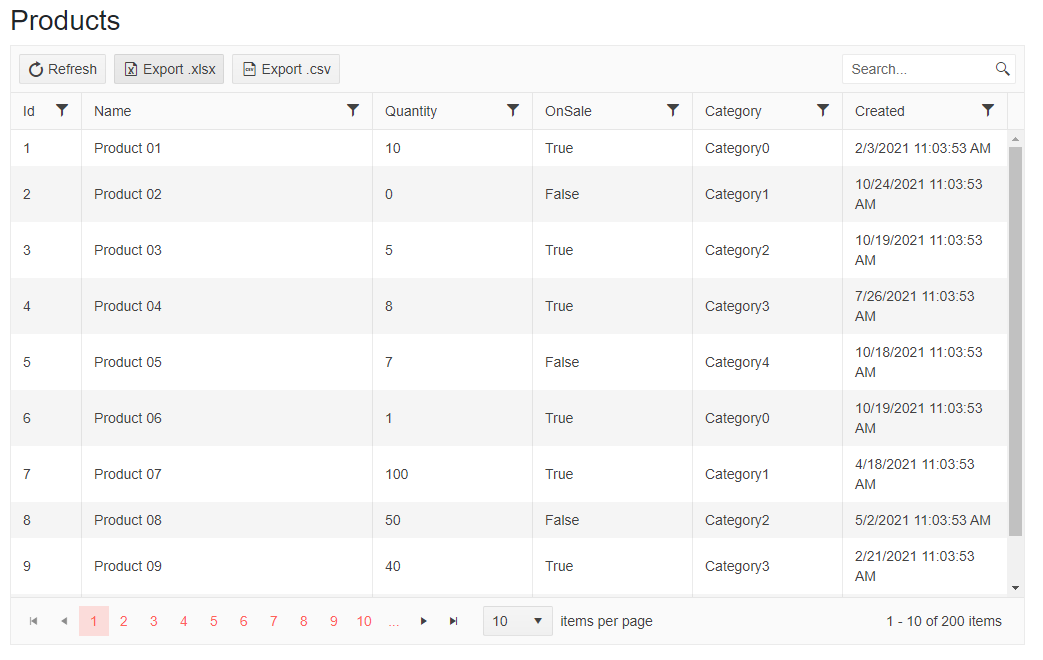 Products
Refresh Export .xlsx Export .csv Search...
Id Name Quantity OnSale Category Created
1 Product 01 10 True Category0 2/3/2021 11:03:53 AM
2 Product 02 0 False Category1 10/24/2021 11:03:53
AM
3 Product 03 5 True Category2 10/19/2021 11:03:53
AM
4 Product 04 8 True Category3 7/26/2021 11:03:53
AM
5 Product 05 7 False Category4 10/18/2021 11:03:53
AM
6 Product 06 1 True Category0 10/19/2021 11:03:53
AM
7 Product 07 100 True Category1 4/18/2021 11:03:53
AM
8 Product 08 50 False Category2 5/2/2021 11:03:53 AM
9 Product 09 40 True Category3 2/21/2021 11:03:53
AM
1 2 3 4 5 6 7 8 9 10 ... 10 items per page 1 - 10 of 200 items